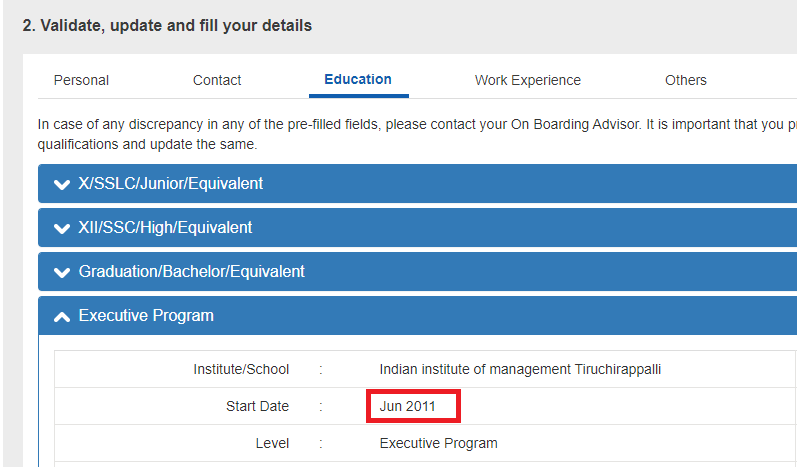 2. Validate, update and fill your details
Personal Contact Education Work Experience Others
In case of any discrepancy in any of the pre-filled fields, please contact your On Boarding Advisor. It is important that you p
qualifications and update the same.
X/SSLC/Junior/Equivalent
XII/SSC/High/Equivalent
Graduation/Bachelor/Equivalent
Executive Program
Institute/School : Indian institute of management Tiruchirappalli
Start Date : Jun 2011
Level : Executive Program